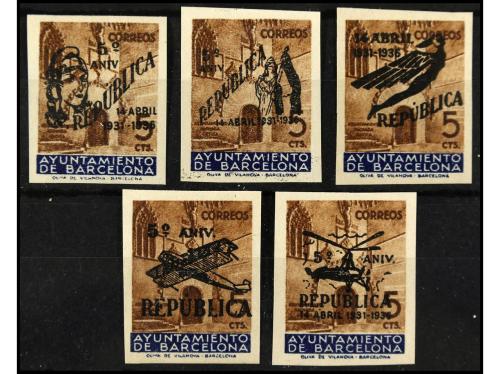 5º
ANIV.
REPUBLICA
14 ABRIL
1931-1936
CTS.
AYUNTAMIENTO
DE BARCELONA
OLIVA DE VILANOVA-BARCELONA
CORREOS
5º
ANIV.
REPUBLICA
14 ABRIL 1931-1936
5
CTS.
AYUNTAMIENTO
DE BARCELONA
OLIVA DE VILANOVA-BARCELONA
CORREOS
14 ABRIL
1931-1936
REPÚBLICA
5
CTS.
AYUNTAMIENTO
DE BARCELONA
OLIVA DE VILANOVA-BARCELONA
CORREOS
5º ANIV.
REPUBLICA
5
CTS.
AYUNTAMIENTO
DE BARCELONA
OLIVA DE VILANOVA-BARCELONA
CORREOS
5º ANIV.
REPUBLICA
5
14 ABRIL 1931-1936
CTS.
AYUNTAMIENTO
DE BARCELONA
OLIVA DE VILANOVA-BARCELONA